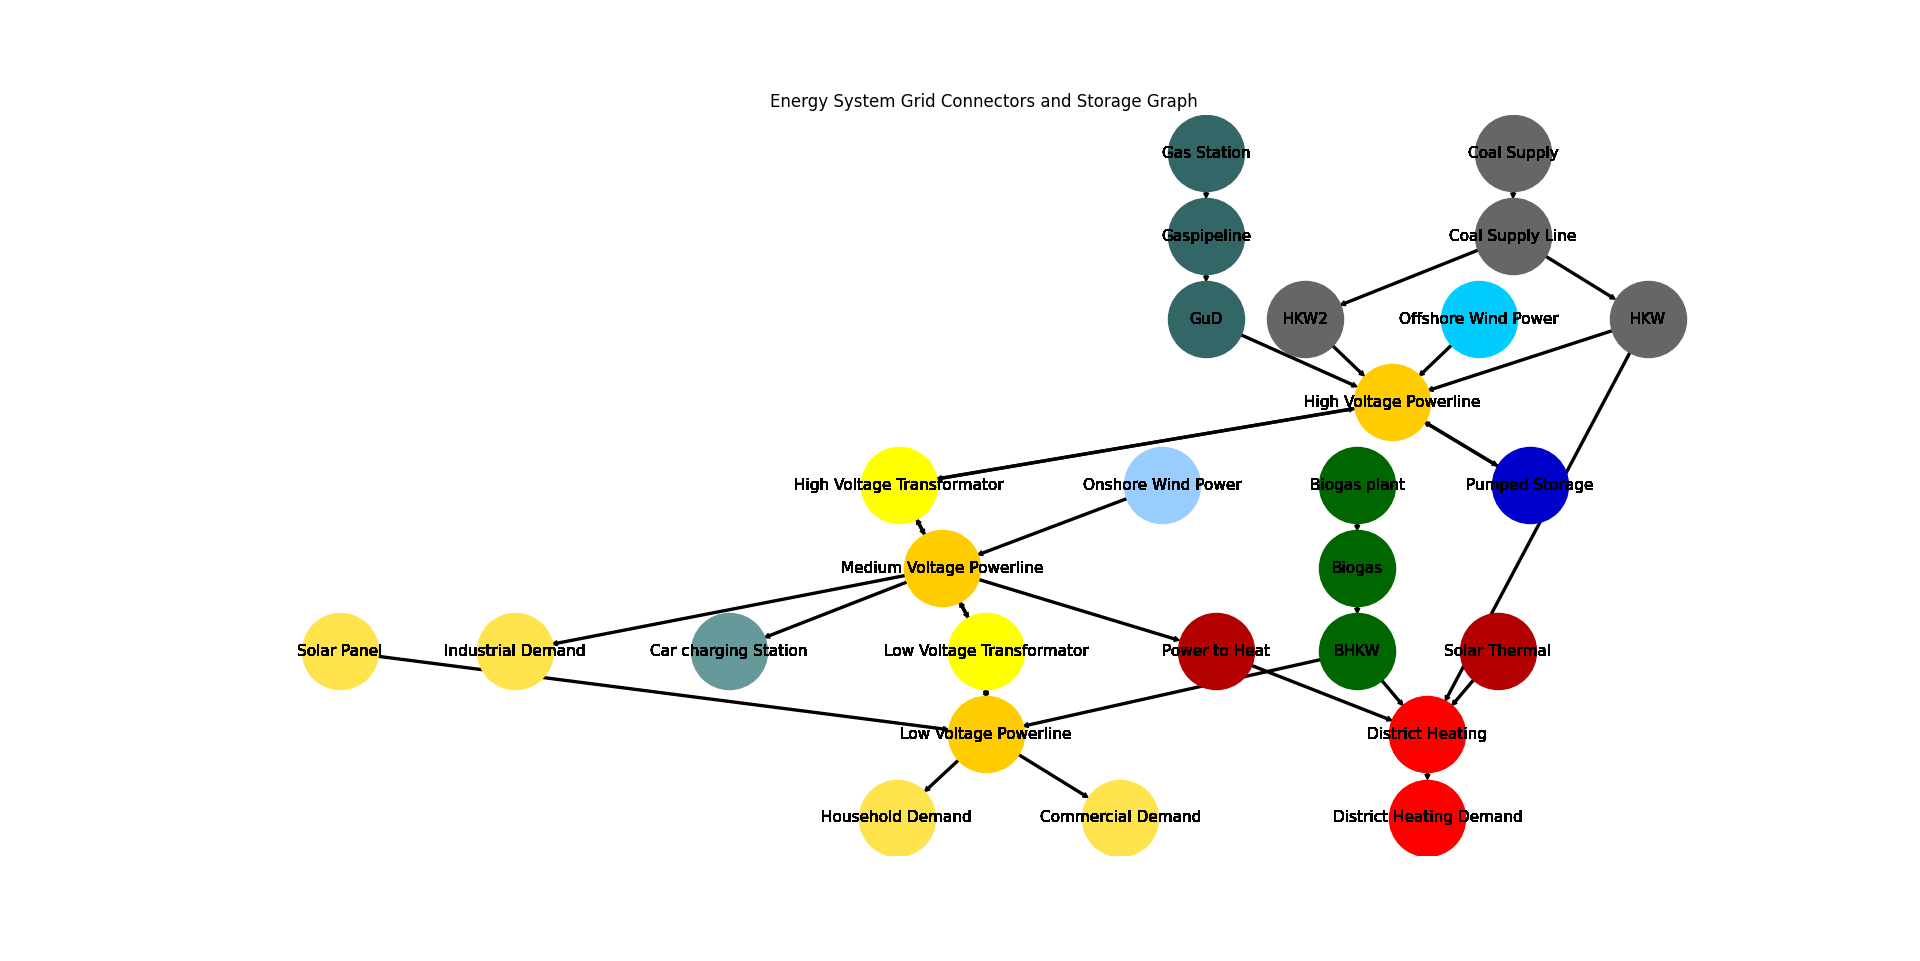 Energy System Grid Connectors and Storage Graph
Gas Station
Coal Supply
Gaspipeline
Coal Supply Line
GuD
HKW2
Offshore Wind Power
HKW
High Voltage Powerline
High Voltage Transformator
Onshore Wind Power
Biogas plant
Pumped Storage
Medium Voltage Powerline
Biogas
Solar Panel
Industrial Demand
Car charging Station
Low Voltage Transformator
Power to Heat
BHKW
Solar Thermal
Low Voltage Powerline
District Heating
Household Demand
Commercial Demand
District Heating Demand